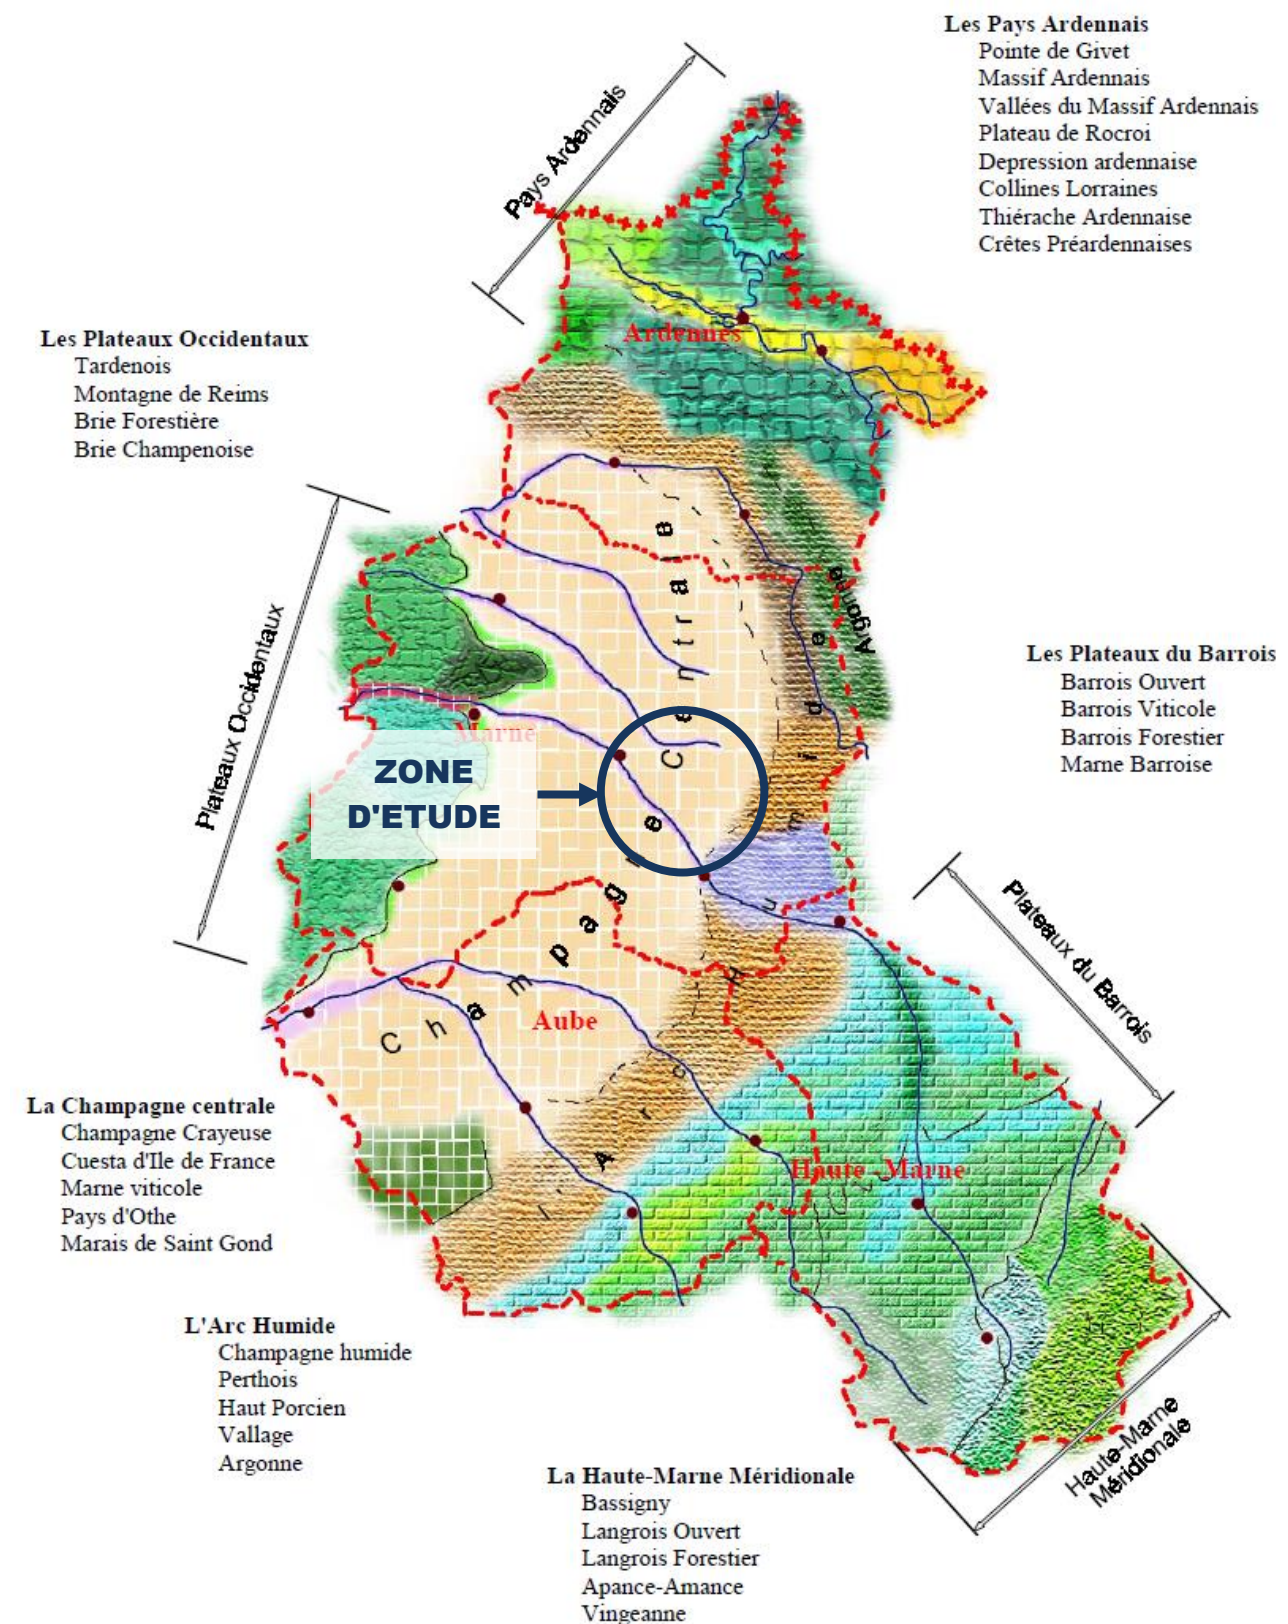 Les Pays Ardennais
Pointe de Givet
Massif Ardennais
Vallées du Massif Ardennais
Plateau de Rocroi
Depression ardennaise
Collines Lorraines
Thiérache Ardennaise
Crêtes Préardennaises
Pays Ardennais
Ardennes
Les Plateaux Occidentaux
Tardenois
Montagne de Reims
Brie Forestière
Brie Champenoise
Plateaux Occidentaux
Argonne
Les Plateaux du Barrois
Barrois Ouvert
Barrois Viticole
Barrois Forestier
Marne Barroise
Marne
ZONE
D'ETUDE
Champagne Centrale
Plateaux du Barrois
Aube
L'Arc Humide
Haute-Marne
La Champagne centrale
Champagne Crayeuse
Cuesta d'Ile de France
Marne viticole
Pays d'Othe
Marais de Saint Gond
L'Arc Humide
Champagne humide
Perthois
Haut Porcien
Vallage
Argonne
Haute-Marne
Méridionale
La Haute-Marne Méridionale
Bassigny
Langrois Ouvert
Langrois Forestier
Apance-Amance
Vingeanne